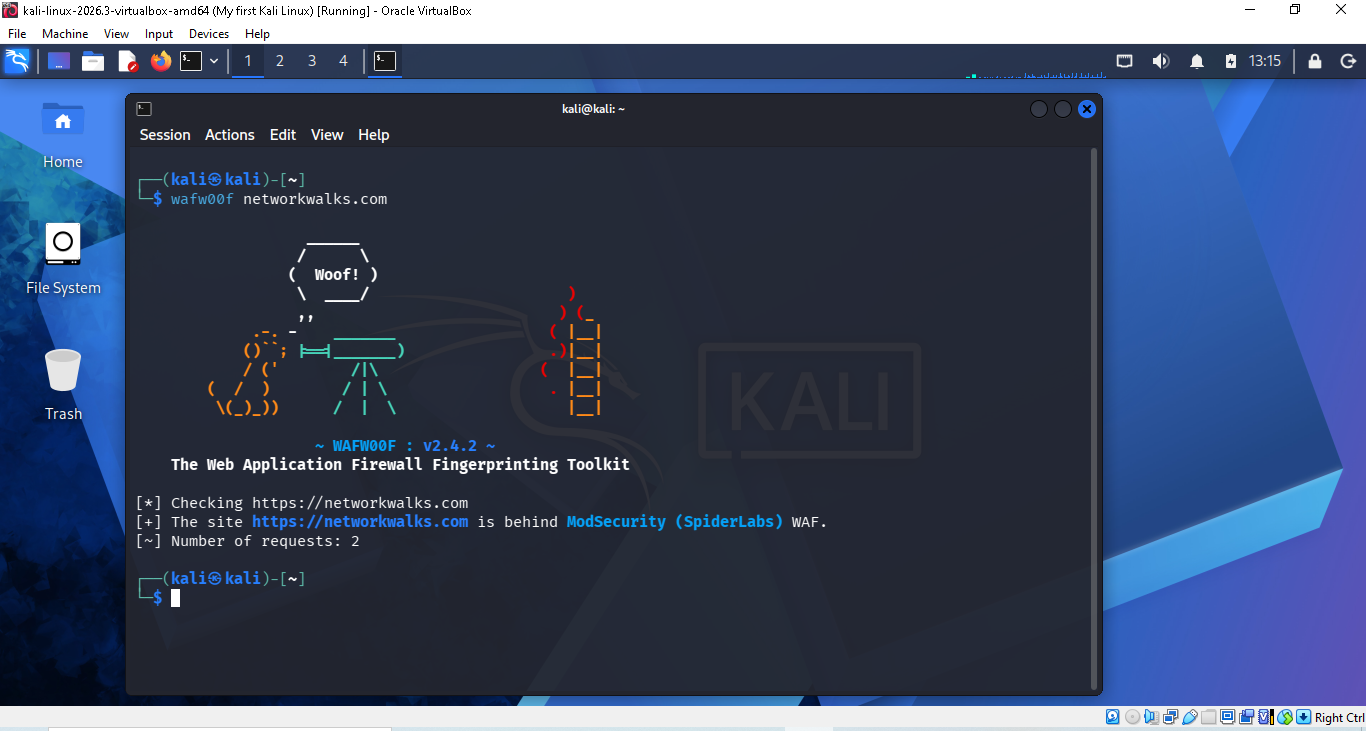 kali-linux-2026.3-virtualbox-amd64 (My first Kali Linux) [Running] - Oracle VirtualBox
File Machine View Input Devices Help
1 2 3 4 13:15
kali@kali: ~
Session Actions Edit View Help
Home
File System
Trash
┌──(kali㉿kali)-[~]
└─$ wafw00f networkwalks.com
Woof!
~ WAFW00F : v2.4.2 ~
The Web Application Firewall Fingerprinting Toolkit
[*] Checking https://networkwalks.com
[+] The site https://networkwalks.com is behind ModSecurity (SpiderLabs) WAF.
[~] Number of requests: 2
┌──(kali㉿kali)-[~]
└─$
KALI
Right Ctrl